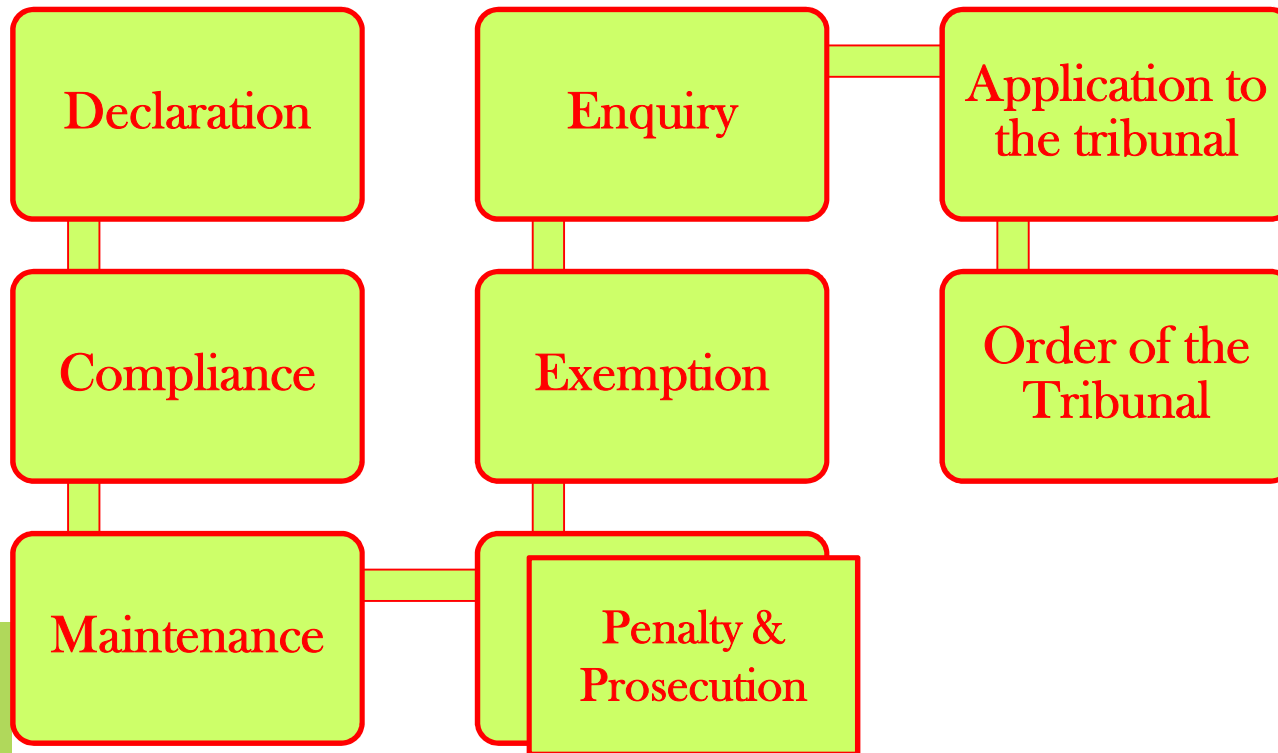 Declaration
Compliance
Maintenance
Penalty &
Prosecution
Exemption
Enquiry
Application to
the tribunal
Order of the
Tribunal